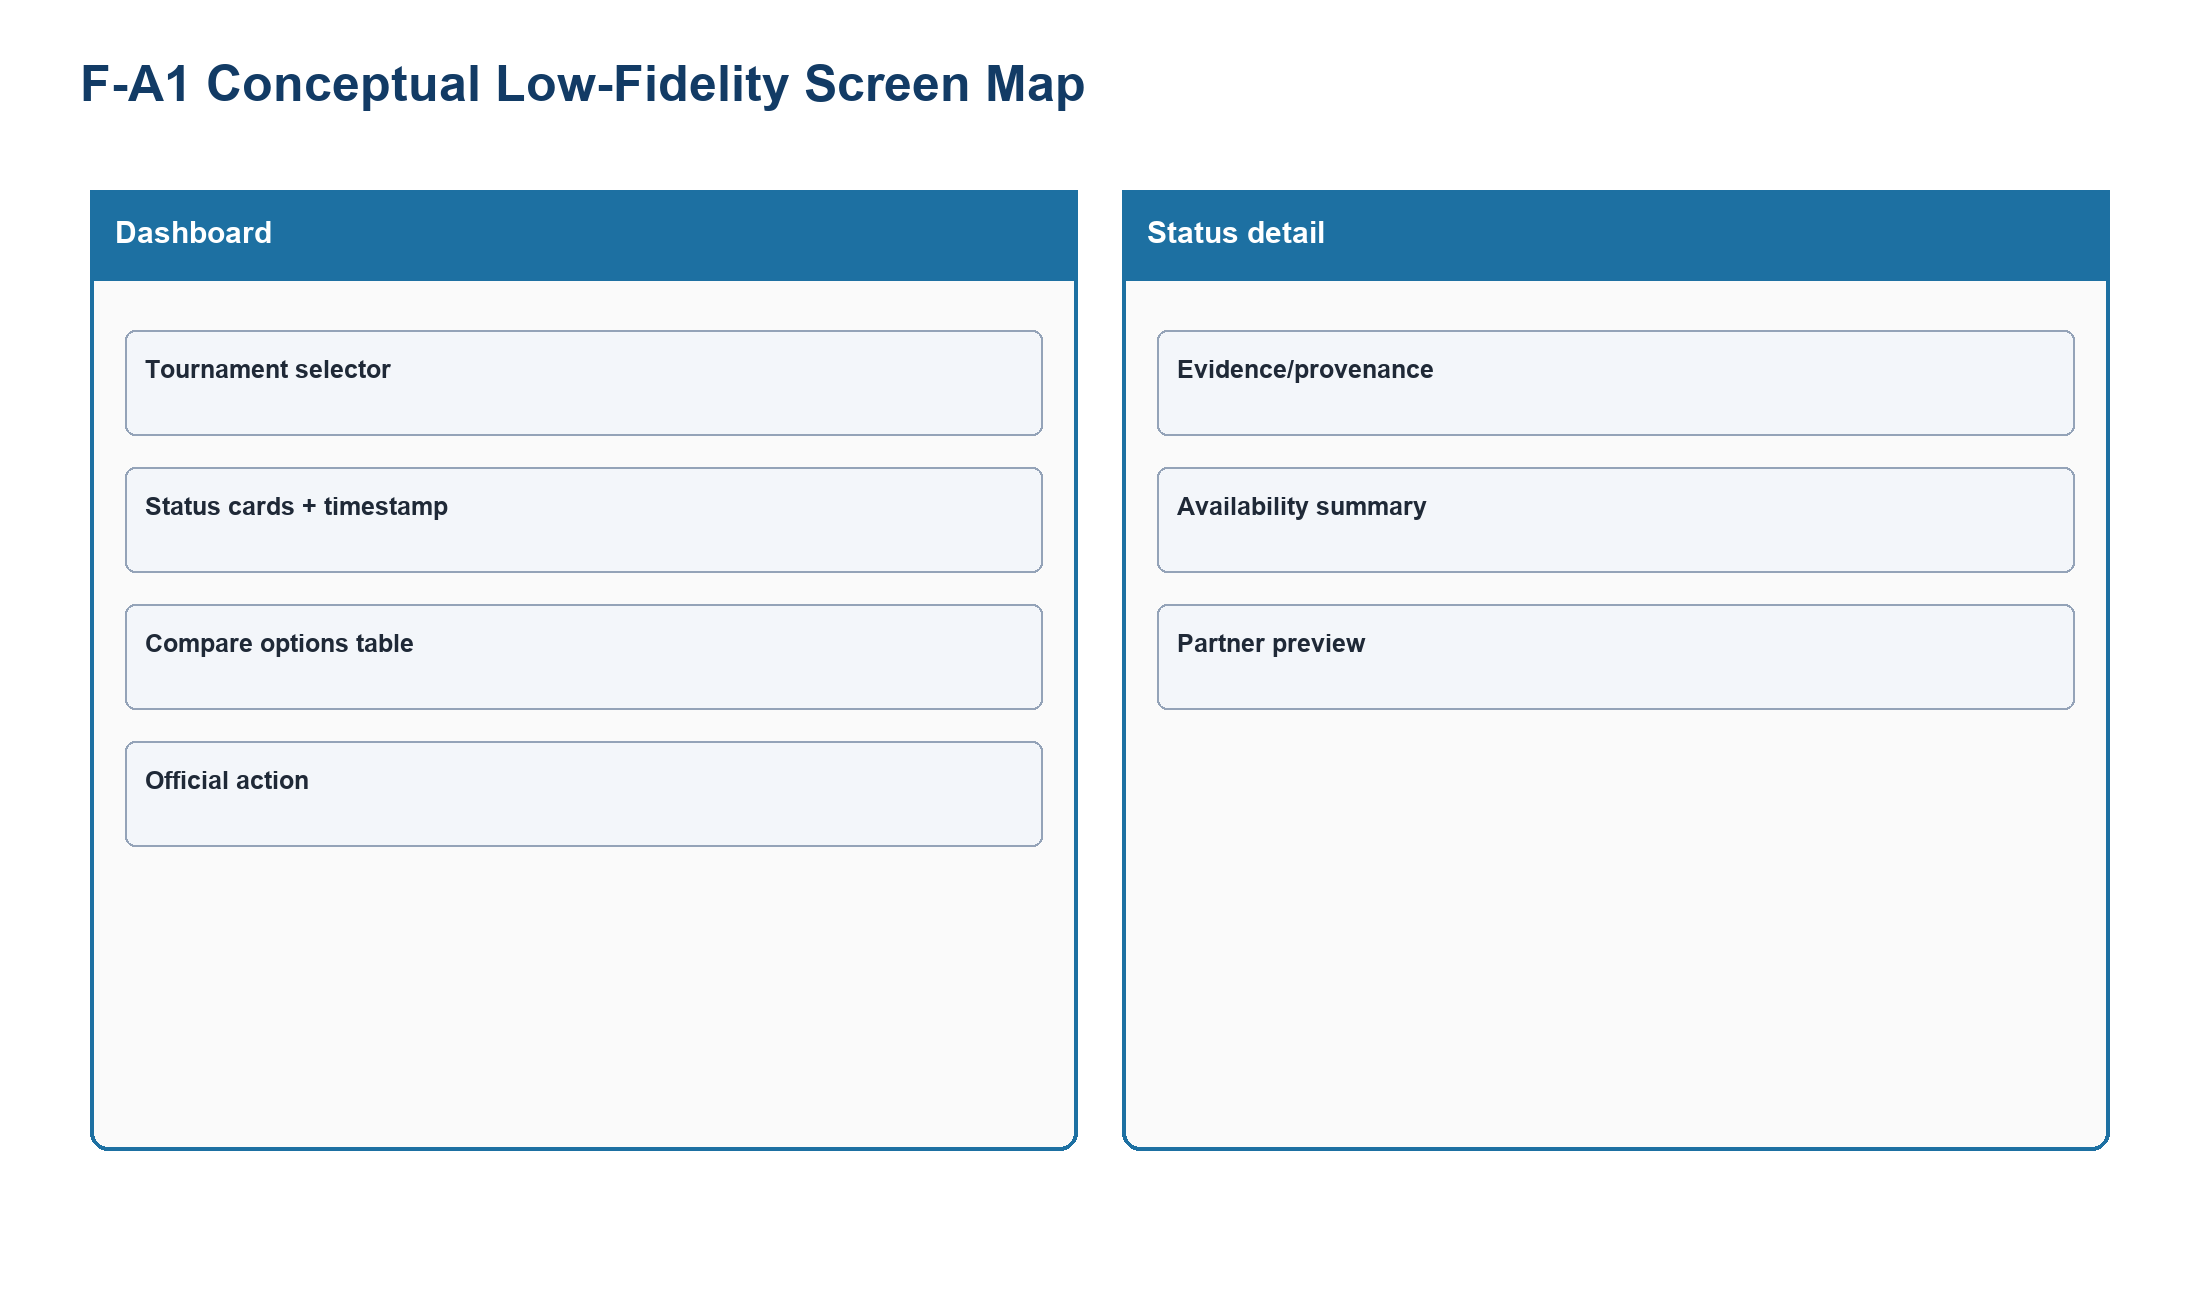 F-A1 Conceptual Low-Fidelity Screen Map
Dashboard
Tournament selector
Status cards + timestamp
Compare options table
Official action
Status detail
Evidence/provenance
Availability summary
Partner preview